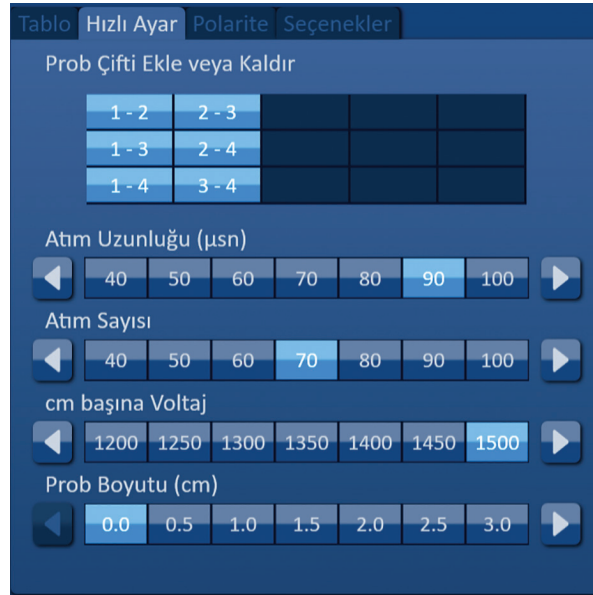 Tablo Hızlı Ayar Polarite Seçenekler
Prob Çifti Ekle veya Kaldır
1 - 2 2 - 3
1 - 3 2 - 4
1 - 4 3 - 4
Atım Uzunluğu (µsn)
40 50 60 70 80 90 100
Atım Sayısı
40 50 60 70 80 90 100
cm başına Voltaj
1200 1250 1300 1350 1400 1450 1500
Prob Boyutu (cm)
0.0 0.5 1.0 1.5 2.0 2.5 3.0